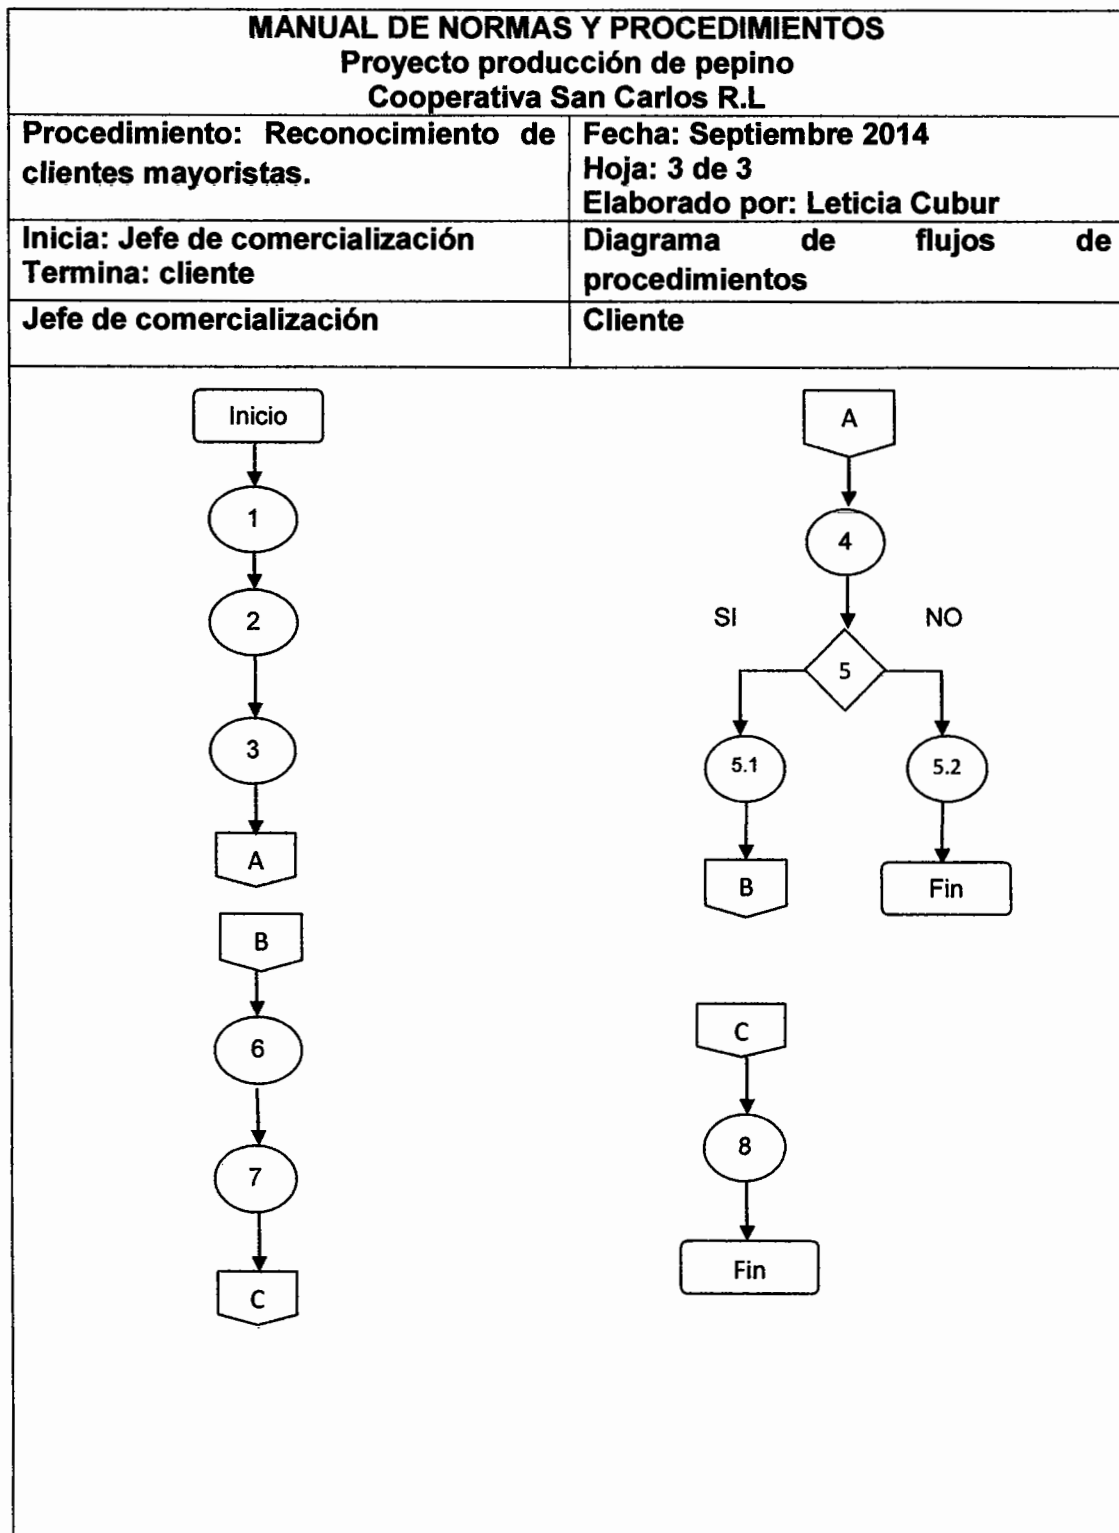 MANUAL DE NORMAS Y PROCEDIMIENTOS
Proyecto producción de pepino
Cooperativa San Carlos R.L
Procedimiento: Reconocimiento de
clientes mayoristas.
Fecha: Septiembre 2014
Hoja: 3 de 3
Elaborado por: Leticia Cubur
Inicia: Jefe de comercialización
Termina: cliente
Diagrama de flujos de
procedimientos
Jefe de comercialización
Cliente
Inicio
1
2
3
A
B
6
7
C
A
4
SI
NO
5
5.1
5.2
B
Fin
C
8
Fin